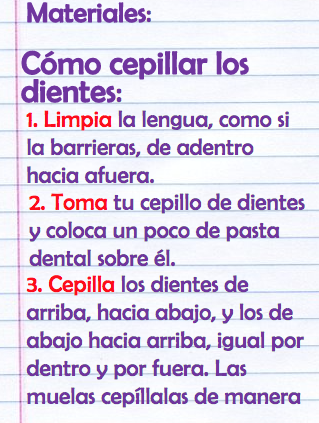 Materiales:
Cómo cepillar los
dientes:
1. Limpia la lengua, como si
la barrieras, de adentro
hacia afuera.
2. Toma tu cepillo de dientes
y coloca un poco de pasta
dental sobre él.
3. Cepilla los dientes de
arriba, hacia abajo, y los de
abajo hacia arriba, igual por
dentro y por fuera. Las
muelas cepíllalas de manera